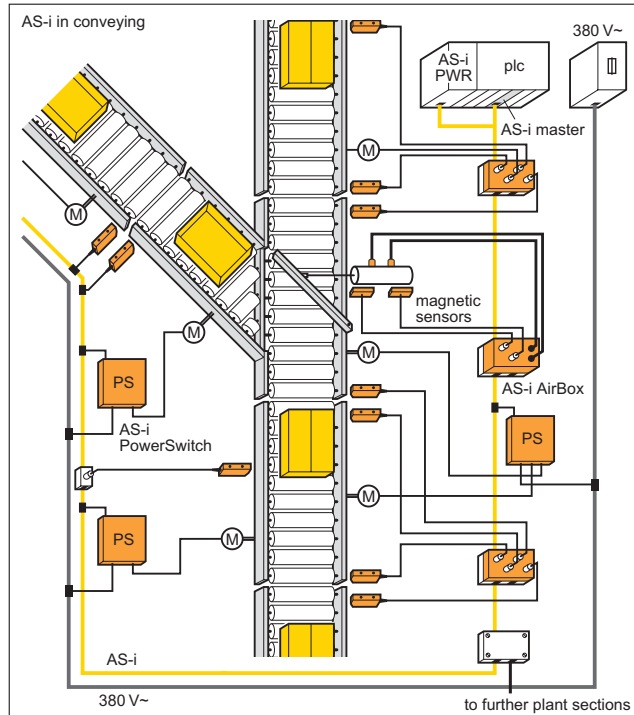 AS-i in conveying
380 V~
AS-i
PWR
plc
AS-i master
M
M
magnetic
sensors
M
M
AS-i AirBox
PS
AS-i
PowerSwitch
PS
M
PS
M
AS-i
380 V~
to further plant sections